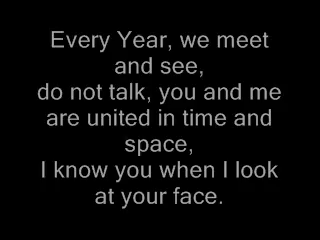 Every Year, we meet
and see,
do not talk, you and me
are united in time and
space,
I know you when I look
at your face.